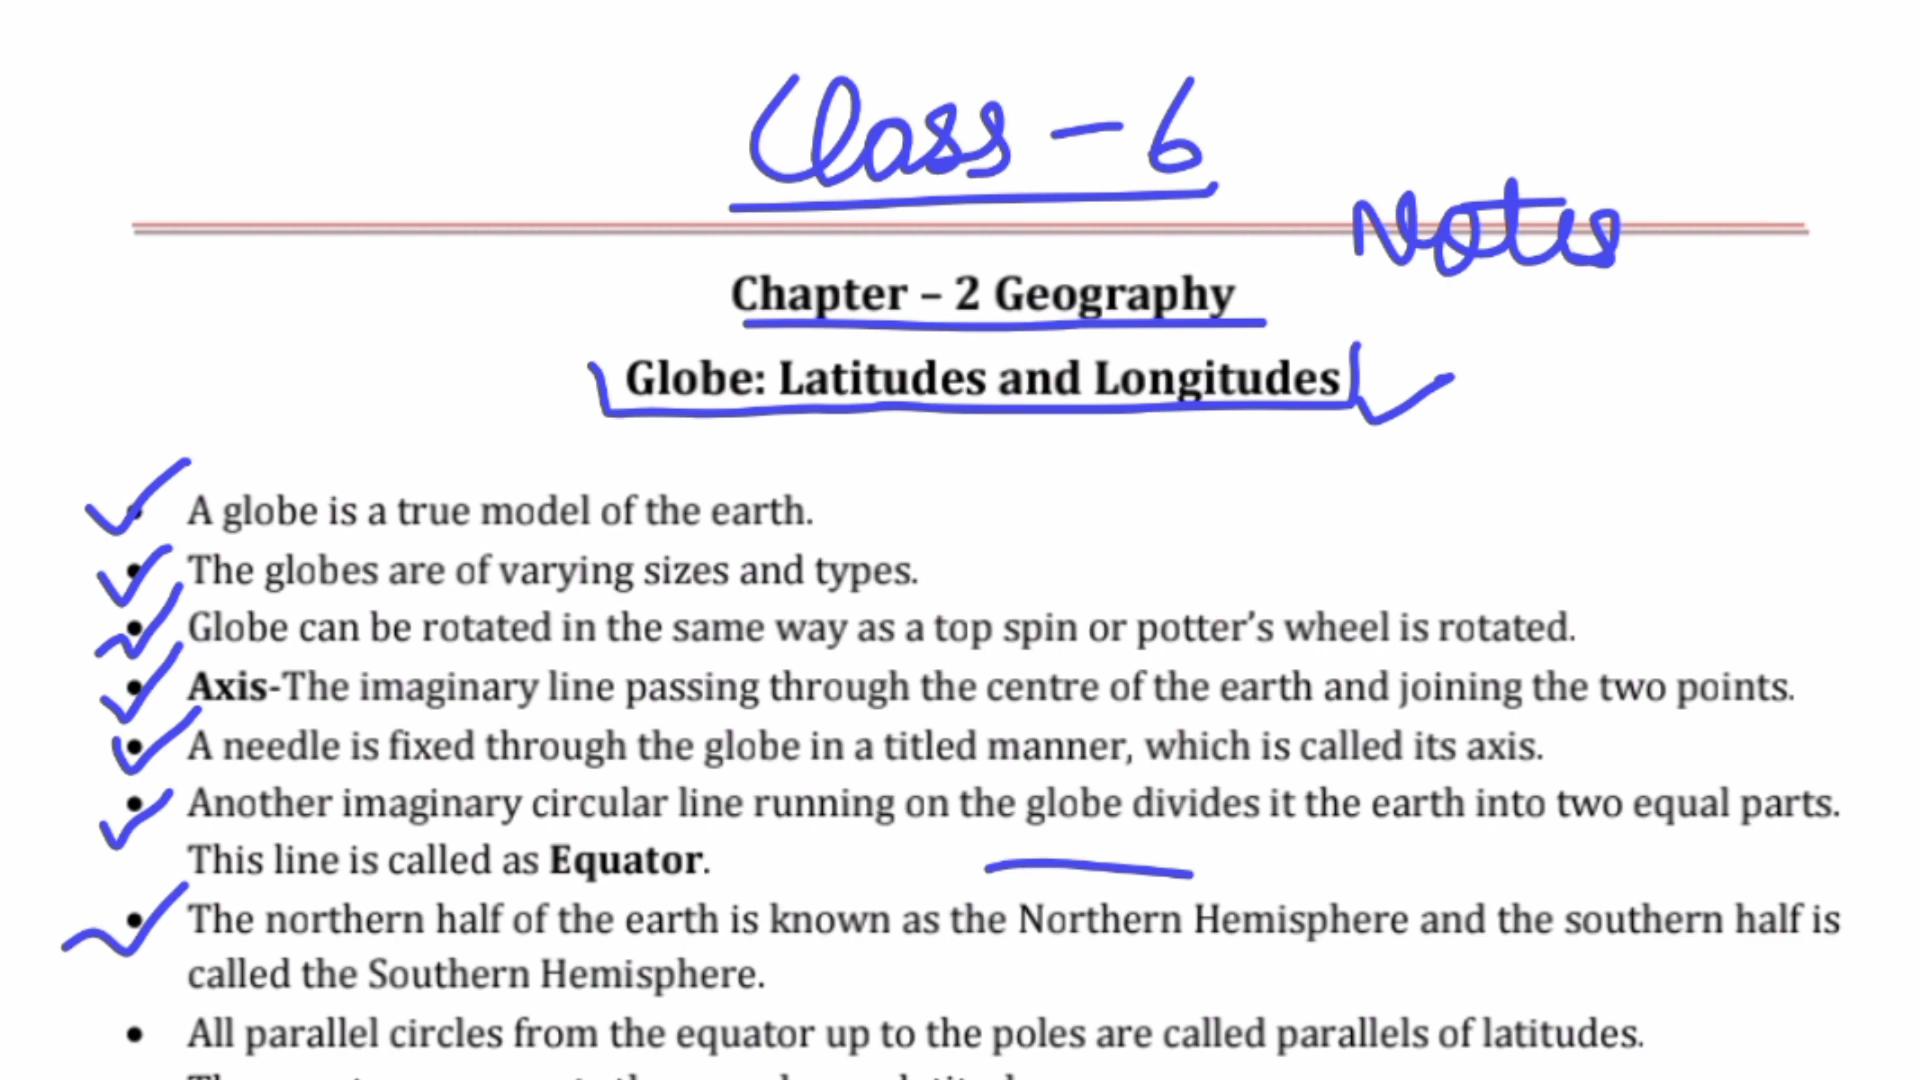 Class - 6
Notes
Chapter – 2 Geography
Globe: Latitudes and Longitudes
• A globe is a true model of the earth.
• The globes are of varying sizes and types.
• Globe can be rotated in the same way as a top spin or potter’s wheel is rotated.
• Axis-The imaginary line passing through the centre of the earth and joining the two points.
• A needle is fixed through the globe in a titled manner, which is called its axis.
• Another imaginary circular line running on the globe divides it the earth into two equal parts.
This line is called as Equator.
• The northern half of the earth is known as the Northern Hemisphere and the southern half is
called the Southern Hemisphere.
• All parallel circles from the equator up to the poles are called parallels of latitudes.